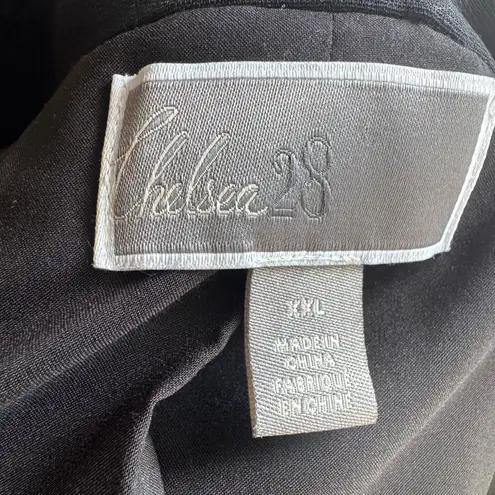 Chelsea28
XXL
MADE IN
CHINA
FABRIQUÉ
EN CHINE